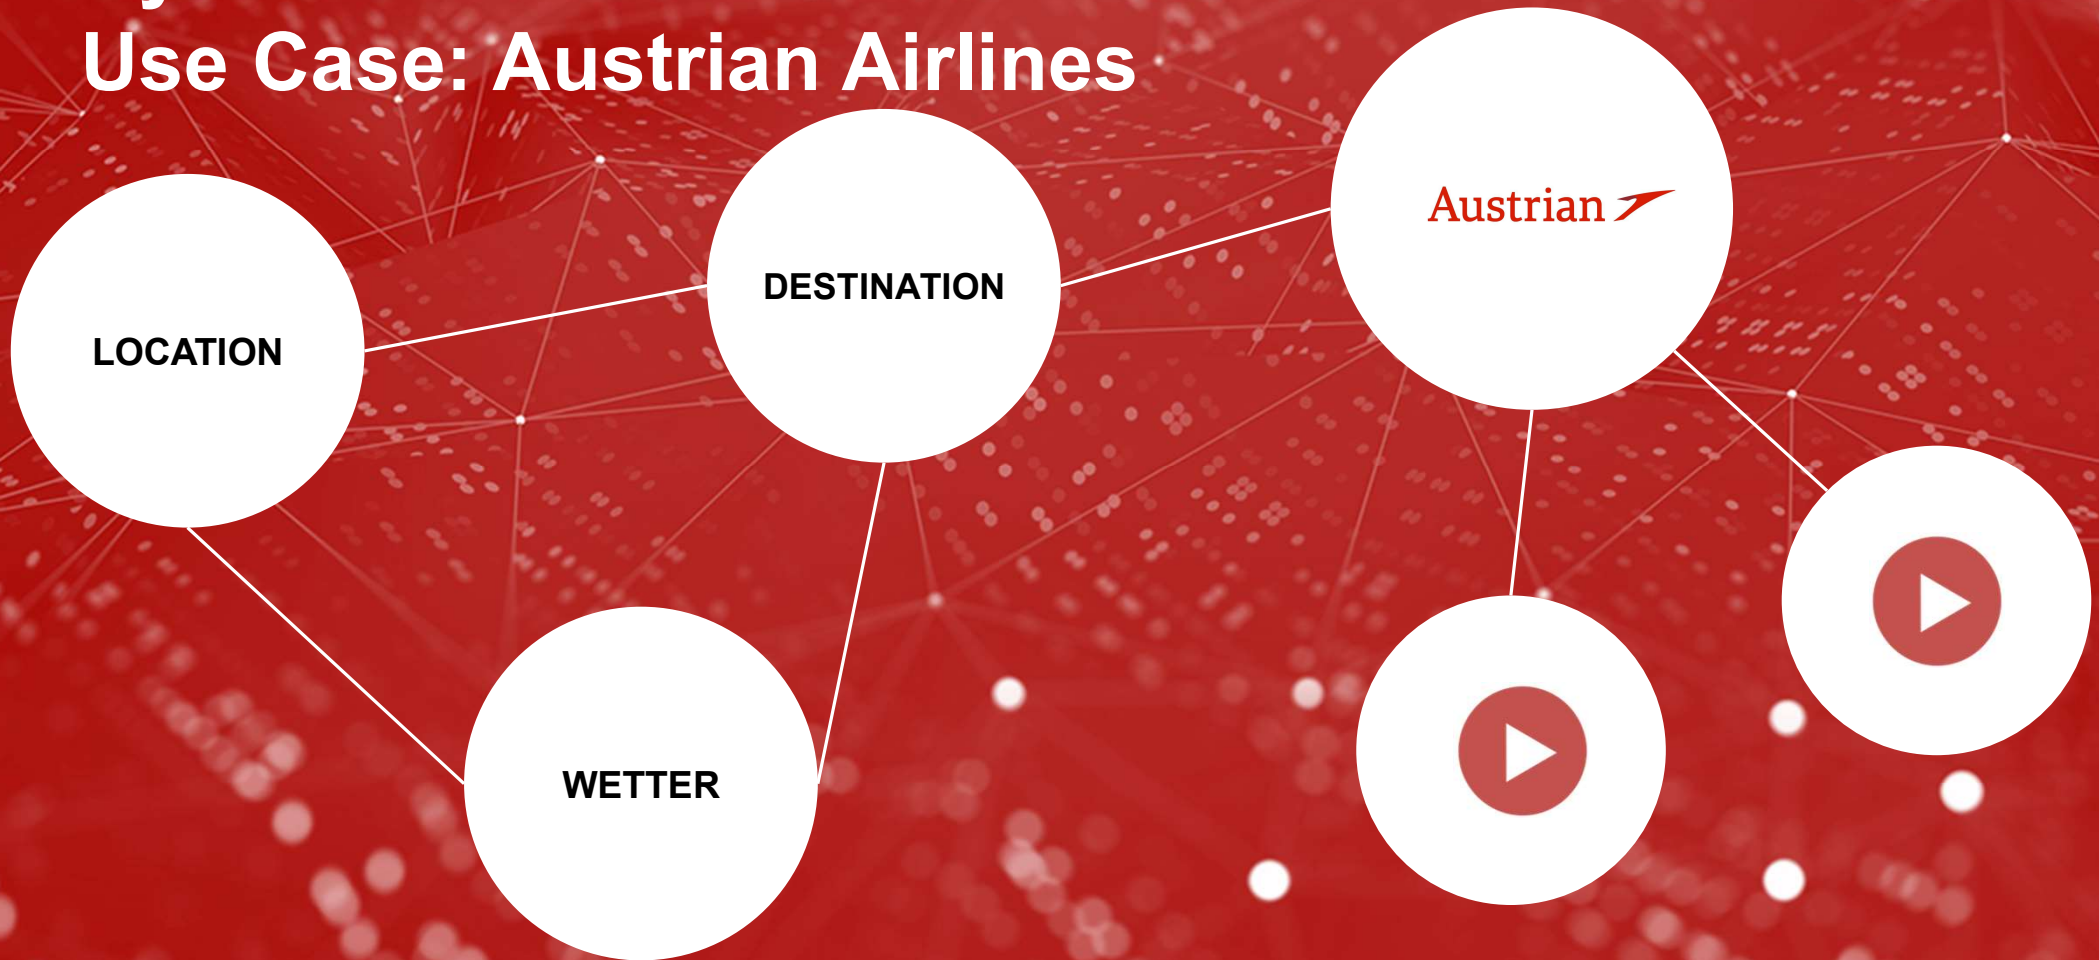 Use Case: Austrian Airlines
Austrian
DESTINATION
LOCATION
WETTER